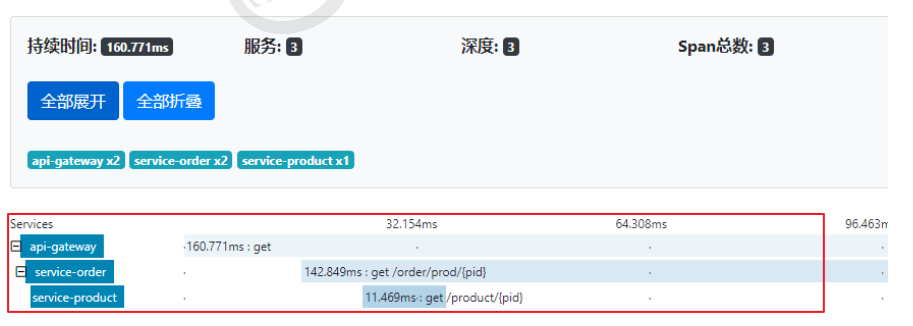 持续时间: 160.771ms 服务: 3 深度: 3 Span总数: 3
全部展开 全部折叠
api-gateway x2 service-order x2 service-product x1
Services 32.154ms 64.308ms 96.463m
api-gateway 160.771ms : get
service-order 142.849ms : get /order/prod/{pid}
service-product 11.469ms : get /product/{pid}